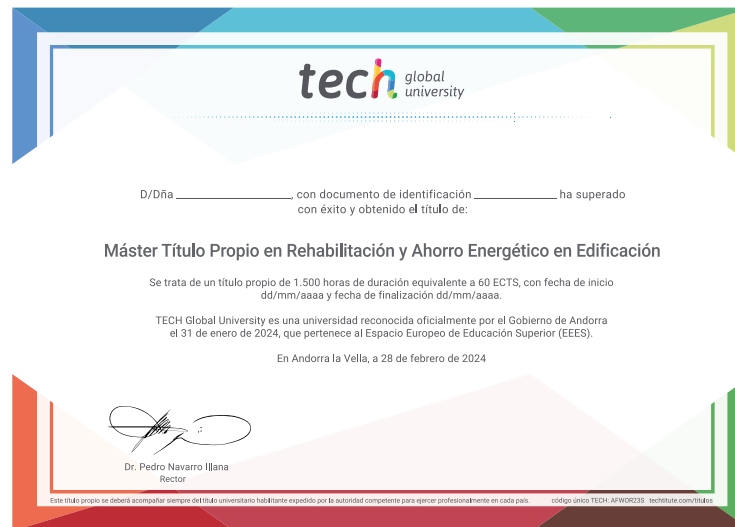 tech global university
D/Dña ____________________, con documento de identificación ______________ ha superado
con éxito y obtenido el título de:
Máster Título Propio en Rehabilitación y Ahorro Energético en Edificación
Se trata de un título propio de 1.500 horas de duración equivalente a 60 ECTS, con fecha de inicio
dd/mm/aaaa y fecha de finalización dd/mm/aaaa.
TECH Global University es una universidad reconocida oficialmente por el Gobierno de Andorra
el 31 de enero de 2024, que pertenece al Espacio Europeo de Educación Superior (EEES).
En Andorra la Vella, a 28 de febrero de 2024
Dr. Pedro Navarro Illana
Rector
Este título propio se deberá acompañar siempre del título universitario habilitante expedido por la autoridad competente para ejercer profesionalmente en cada país. código único TECH: AFWOR23S techtitute.com/titulos